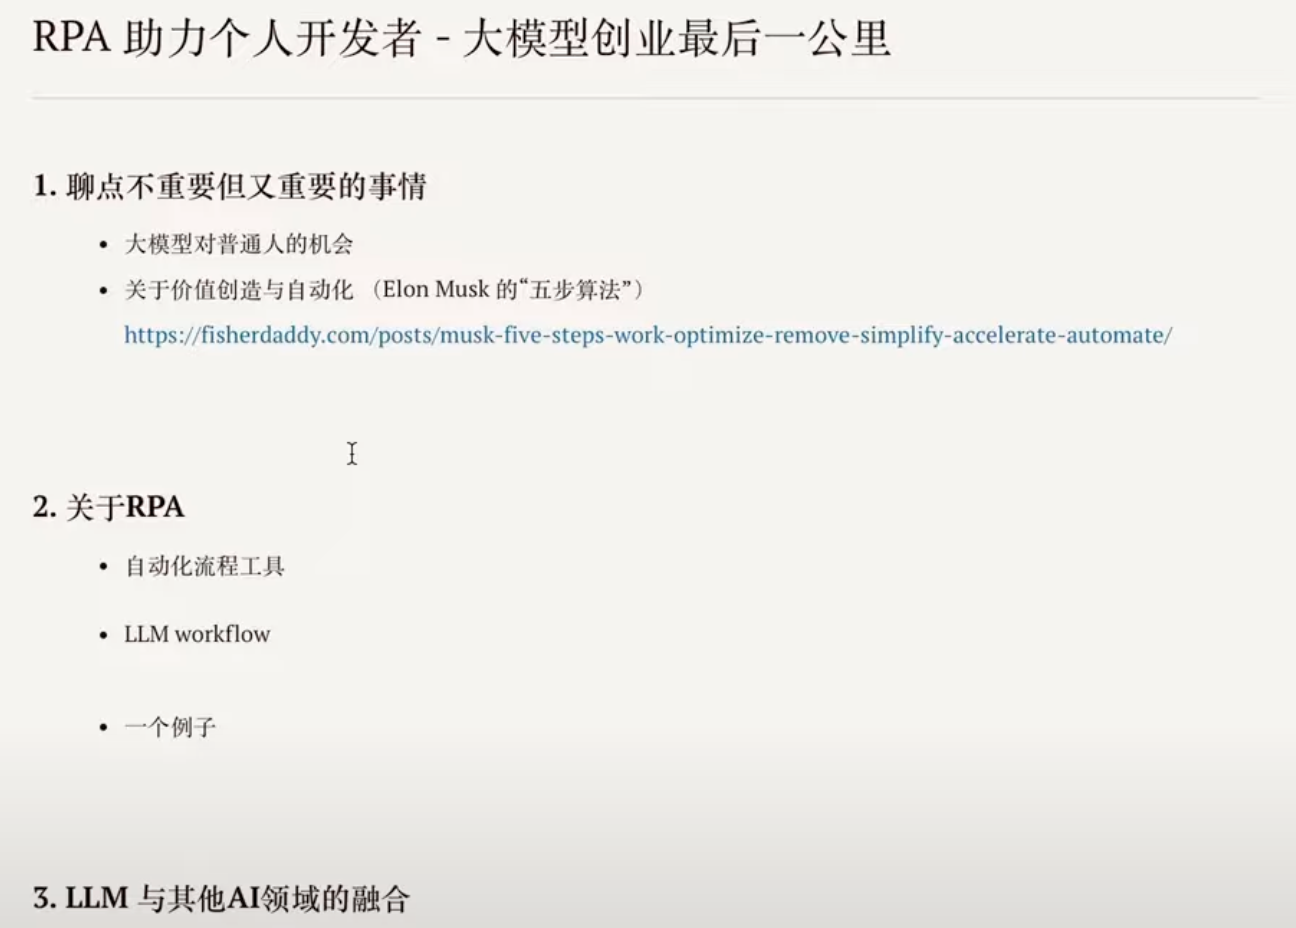 RPA 助力个人开发者 - 大模型创业最后一公里
1. 聊点不重要但又重要的事情
• 大模型对普通人的机会
• 关于价值创造与自动化 （Elon Musk 的“五步算法”）
https://fisherdaddy.com/posts/musk-five-steps-work-optimize-remove-simplify-accelerate-automate/
2. 关于RPA
• 自动化流程工具
• LLM workflow
• 一个例子
3. LLM 与其他AI领域的融合